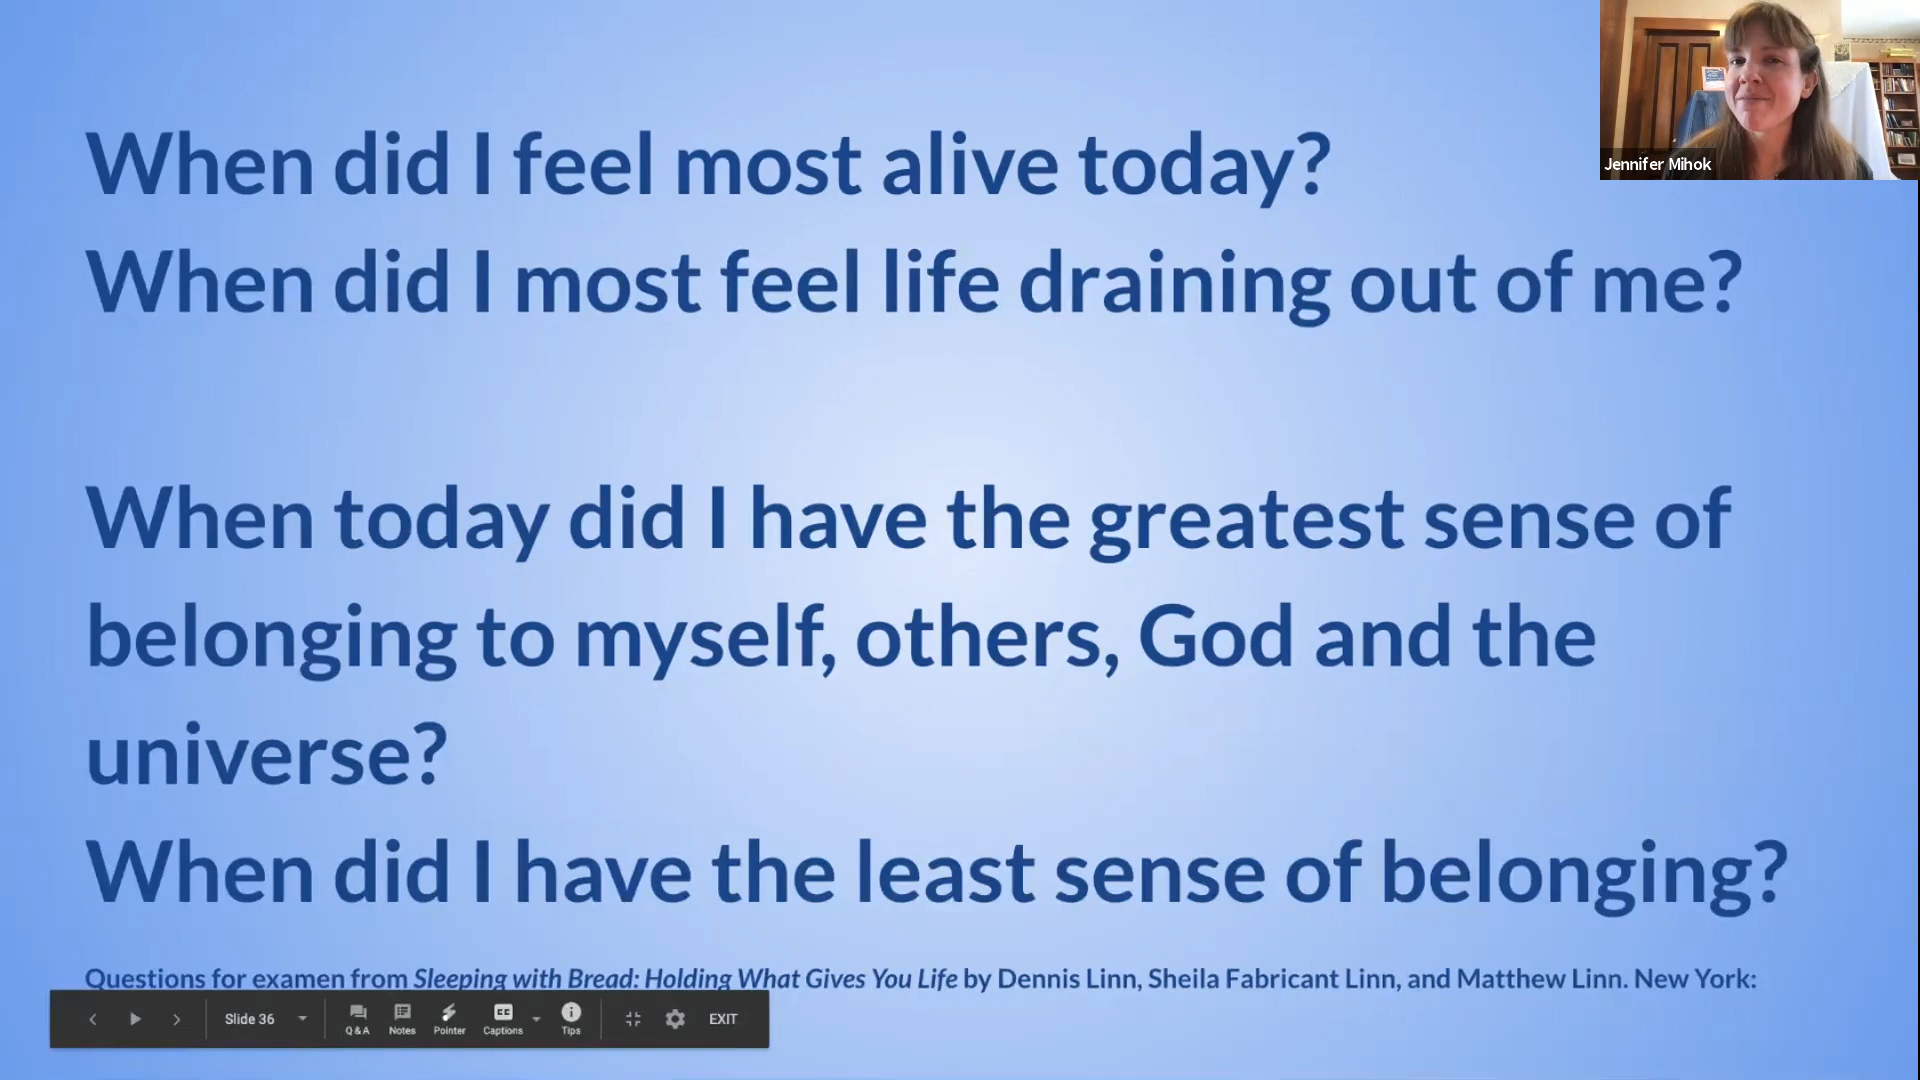 When did I feel most alive today?
When did I most feel life draining out of me?
When today did I have the greatest sense of
belonging to myself, others, God and the
universe?
When did I have the least sense of belonging?
Questions for examen from Sleeping with Bread: Holding What Gives You Life by Dennis Linn, Sheila Fabricant Linn, and Matthew Linn. New York:
Jennifer Mihok
Slide 36
Q & A
Notes
Pointer
CC
Captions
Tips
EXIT